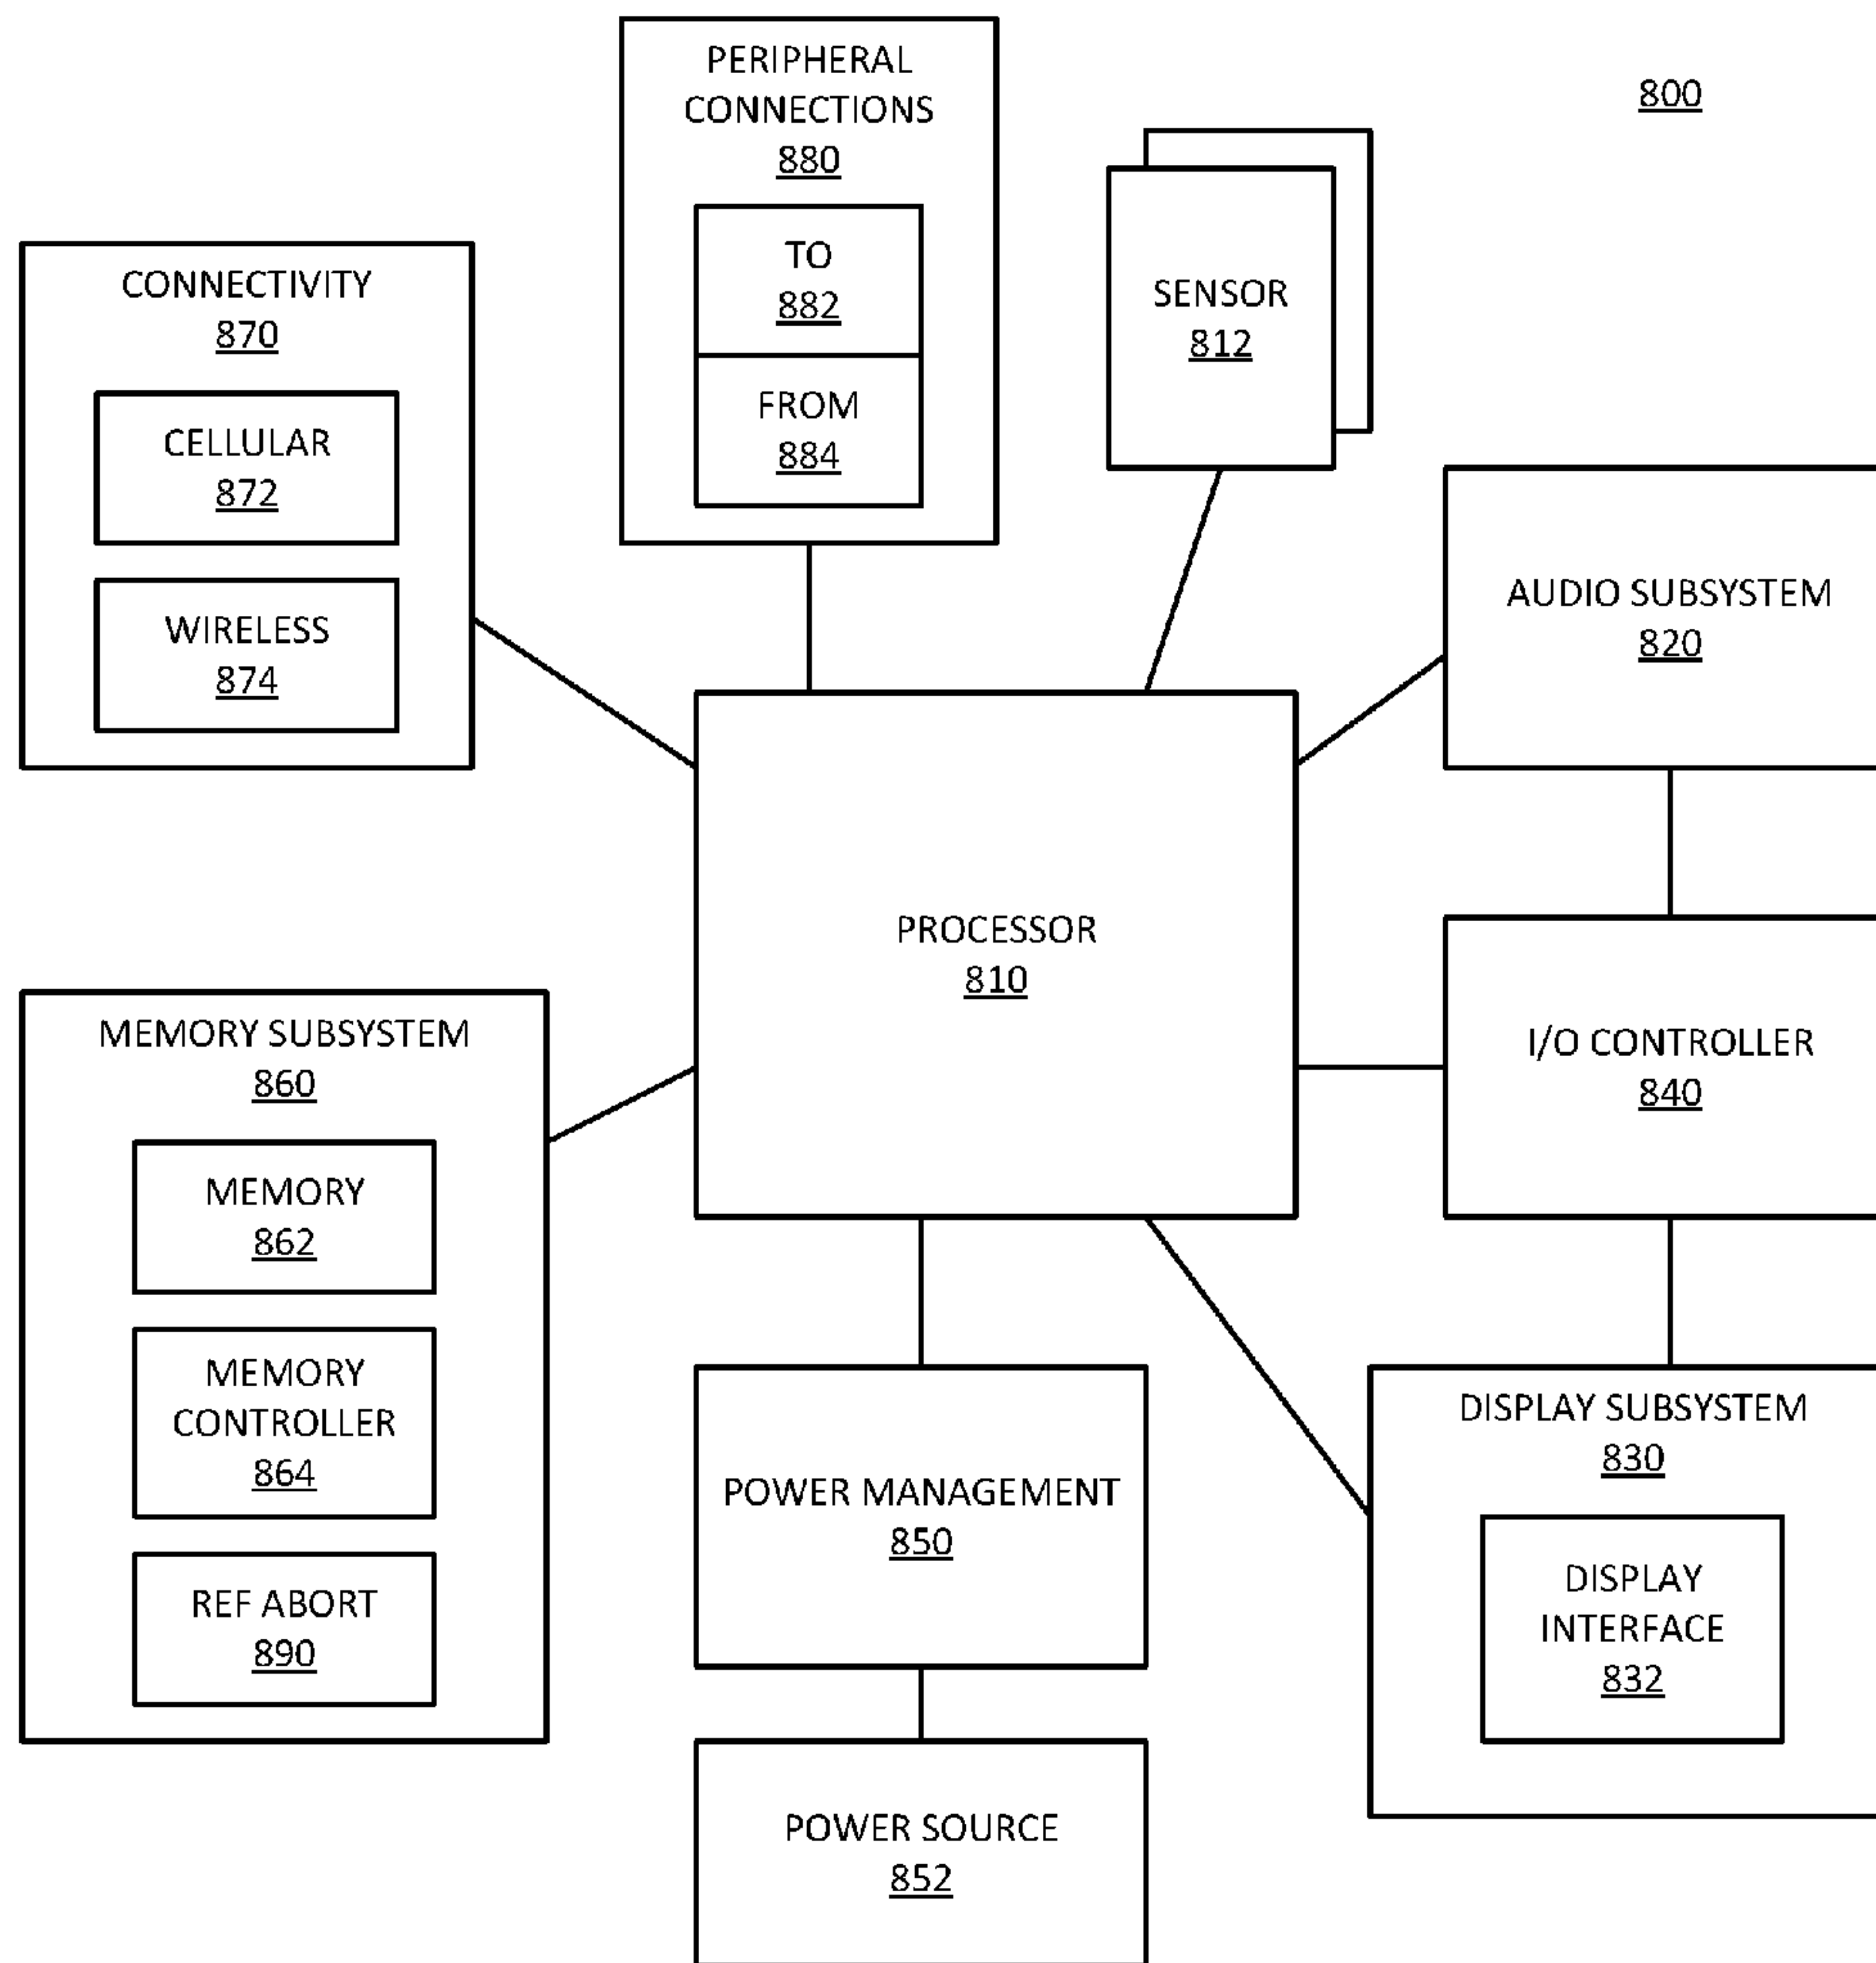 PERIPHERAL
CONNECTIONS
880
TO
882
FROM
884
800
SENSOR
812
CONNECTIVITY
870
CELLULAR
872
WIRELESS
874
AUDIO SUBSYSTEM
820
PROCESSOR
810
I/O CONTROLLER
840
MEMORY SUBSYSTEM
860
MEMORY
862
MEMORY
CONTROLLER
864
REF ABORT
890
POWER MANAGEMENT
850
POWER SOURCE
852
DISPLAY SUBSYSTEM
830
DISPLAY
INTERFACE
832